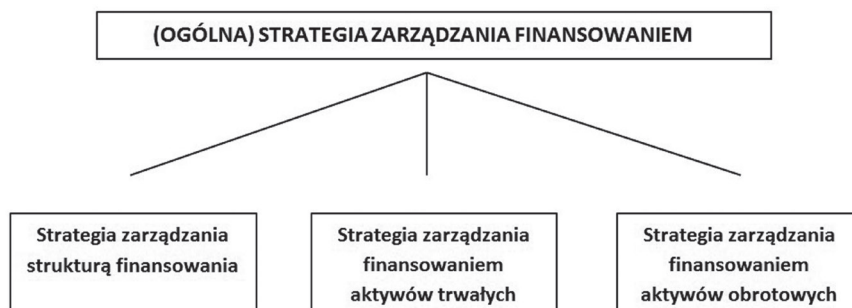 (OGÓLNA) STRATEGIA ZARZĄDZANIA FINANSOWANIEM
Strategia zarządzania
strukturą finansowania
Strategia zarządzania
finansowaniem
aktywów trwałych
Strategia zarządzania
finansowaniem
aktywów obrotowych